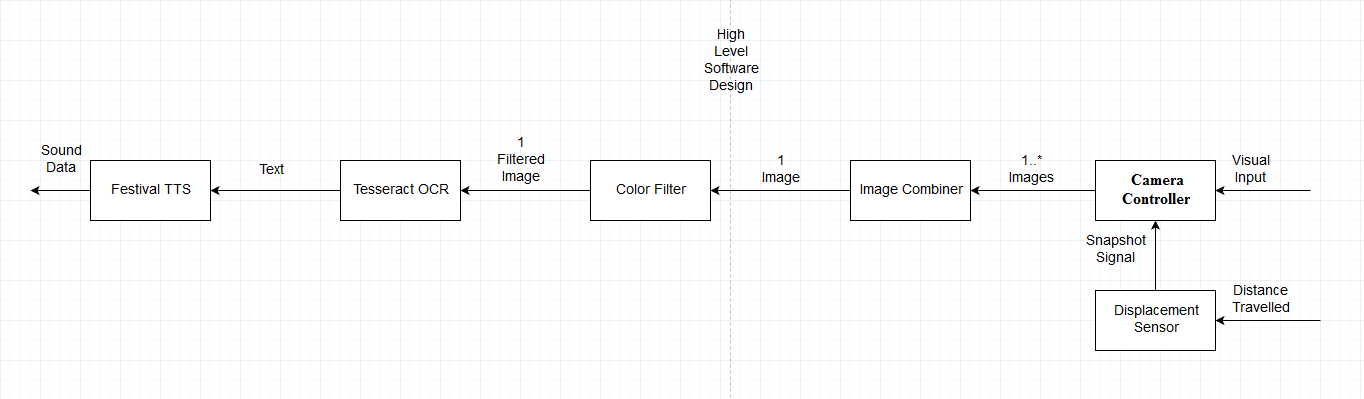 High
Level
Software
Design
Sound
Data
Festival TTS
Text
Tesseract OCR
1
Filtered
Image
Color Filter
1
Image
Image Combiner
1..*
Images
Camera
Controller
Visual
Input
Snapshot
Signal
Displacement
Sensor
Distance
Travelled